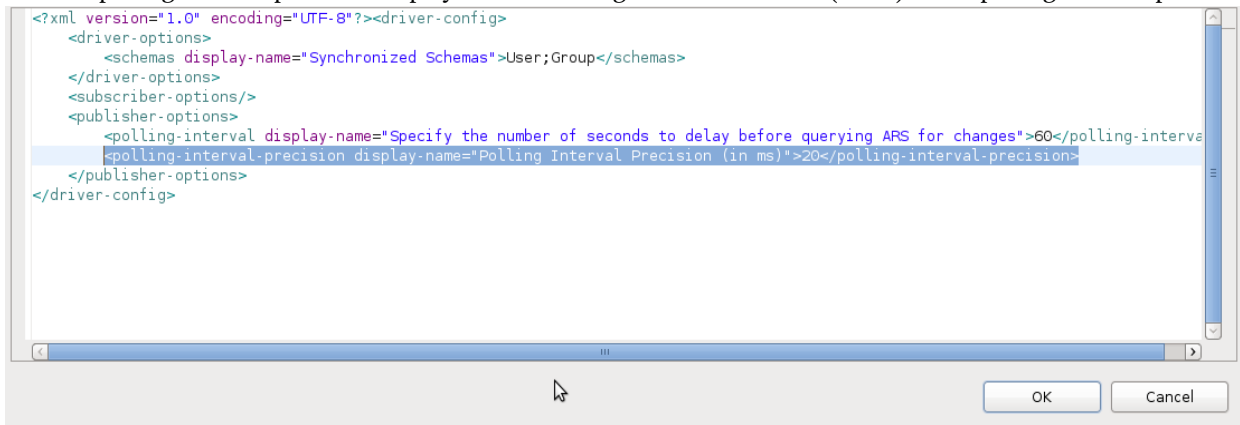 <?xml version="1.0" encoding="UTF-8"?><driver-config>
<driver-options>
<schemas display-name="Synchronized Schemas">User;Group</schemas>
</driver-options>
<subscriber-options/>
<publisher-options>
<polling-interval display-name="Specify the number of seconds to delay before querying ARS for changes">60</polling-interva
<polling-interval-precision display-name="Polling Interval Precision (in ms)">20</polling-interval-precision>
</publisher-options>
</driver-config>
OK Cancel